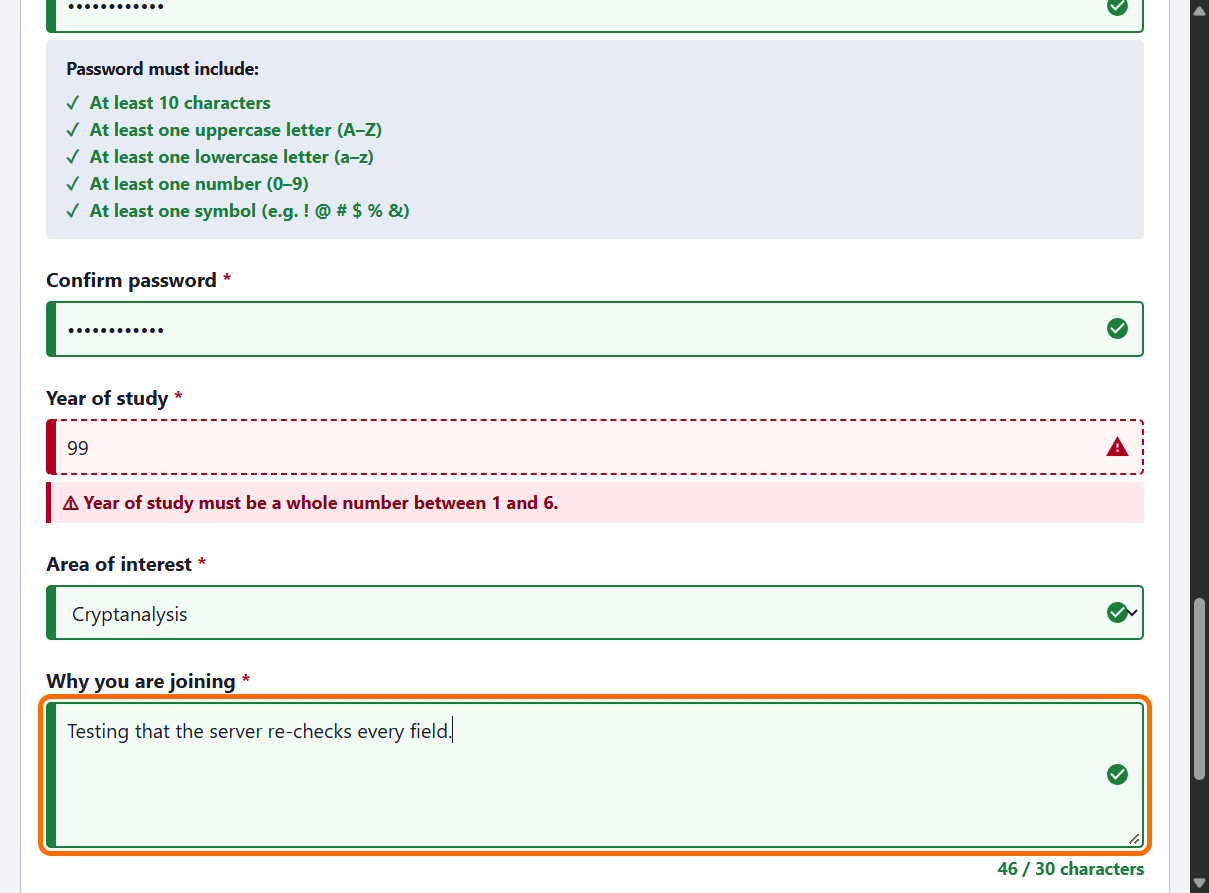 ••••••••••••
Password must include:
✓ At least 10 characters
✓ At least one uppercase letter (A–Z)
✓ At least one lowercase letter (a–z)
✓ At least one number (0–9)
✓ At least one symbol (e.g. ! @ # $ % &)
Confirm password *
••••••••••••
Year of study *
99
⚠ Year of study must be a whole number between 1 and 6.
Area of interest *
Cryptanalysis
Why you are joining *
Testing that the server re-checks every field.
46 / 30 characters